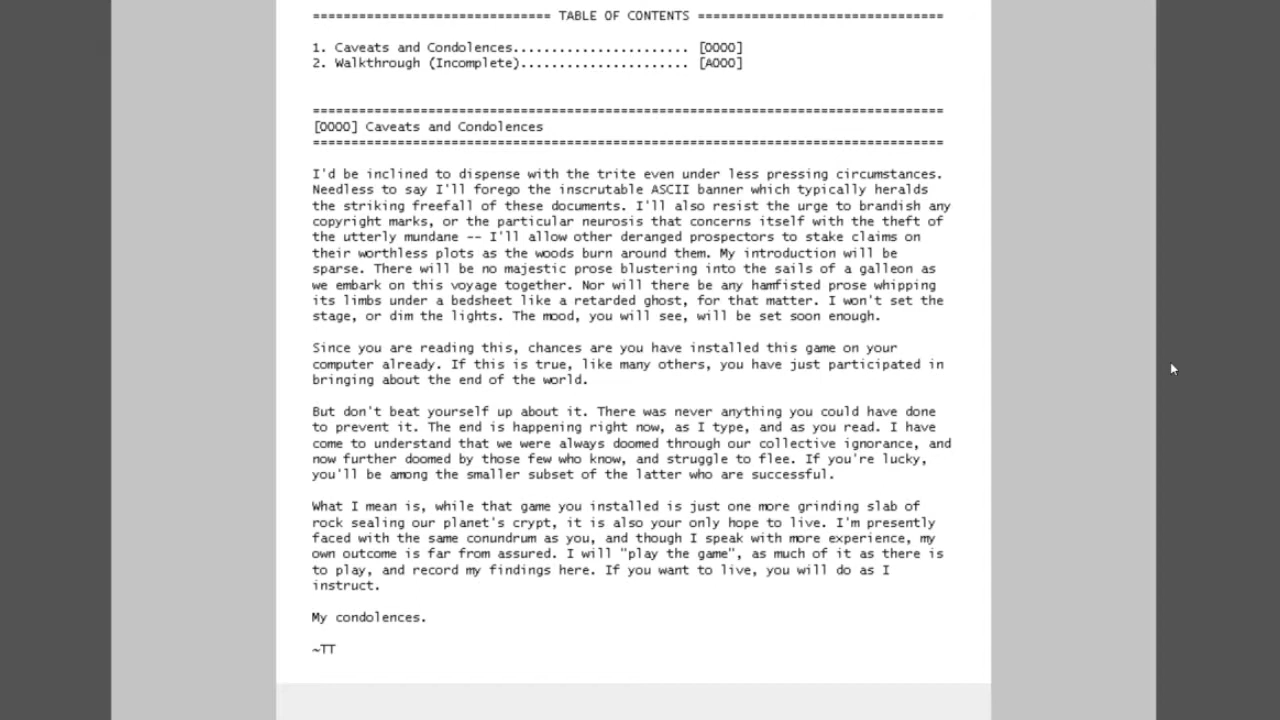 =============================== TABLE OF CONTENTS ================================
1. Caveats and Condolences....................... [0000]
2. Walkthrough (Incomplete)...................... [A000]
==================================================================================
[0000] Caveats and Condolences
==================================================================================
I'd be inclined to dispense with the trite even under less pressing circumstances.
Needless to say I'll forego the inscrutable ASCII banner which typically heralds
the striking freefall of these documents. I'll also resist the urge to brandish any
copyright marks, or the particular neurosis that concerns itself with the theft of
the utterly mundane -- I'll allow other deranged prospectors to stake claims on
their worthless plots as the woods burn around them. My introduction will be
sparse. There will be no majestic prose blustering into the sails of a galleon as
we embark on this voyage together. Nor will there be any hamfisted prose whipping
its limbs under a bedsheet like a retarded ghost, for that matter. I won't set the
stage, or dim the lights. The mood, you will see, will be set soon enough.
Since you are reading this, chances are you have installed this game on your
computer already. If this is true, like many others, you have just participated in
bringing about the end of the world.
But don't beat yourself up about it. There was never anything you could have done
to prevent it. The end is happening right now, as I type, and as you read. I have
come to understand that we were always doomed through our collective ignorance, and
now further doomed by those few who know, and struggle to flee. If you're lucky,
you'll be among the smaller subset of the latter who are successful.
What I mean is, while that game you installed is just one more grinding slab of
rock sealing our planet's crypt, it is also your only hope to live. I'm presently
faced with the same conundrum as you, and though I speak with more experience, my
own outcome is far from assured. I will "play the game", as much of it as there is
to play, and record my findings here. If you want to live, you will do as I
instruct.
My condolences.
~TT